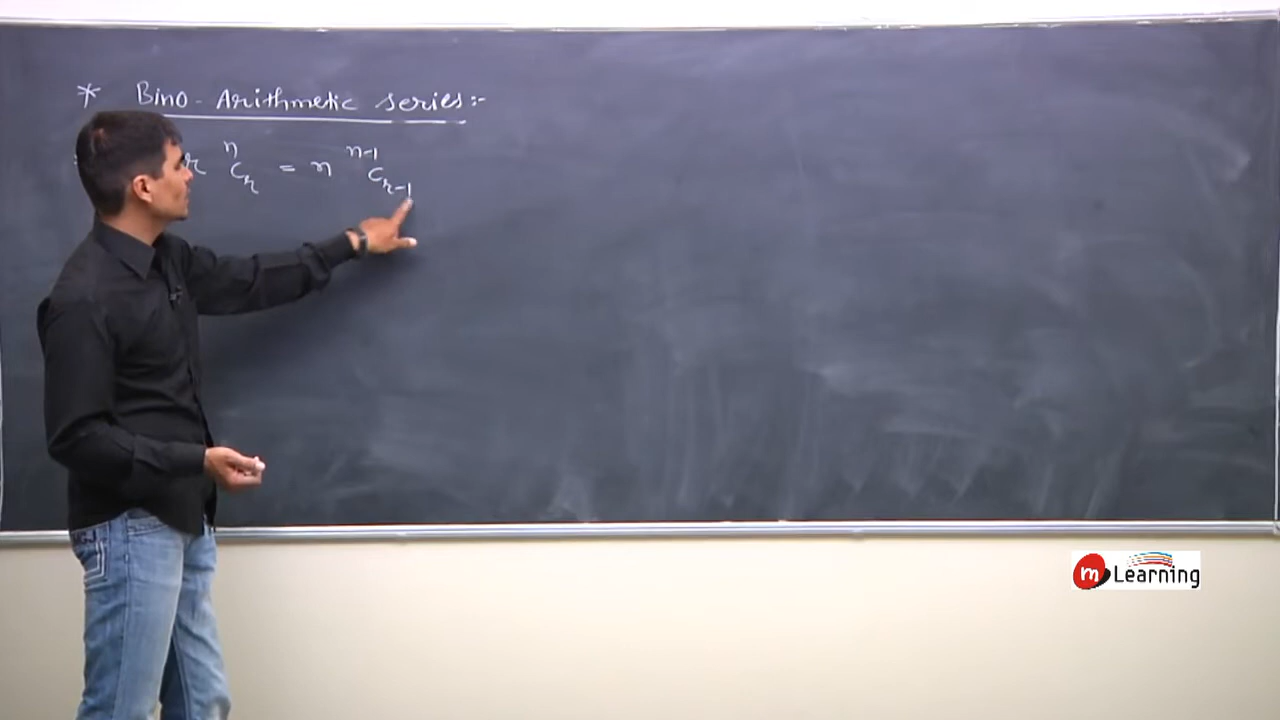 * Bino - Arithmetic series :-
r ⁿCᵣ = n ⁿ⁻¹Cᵣ₋₁
m Learning